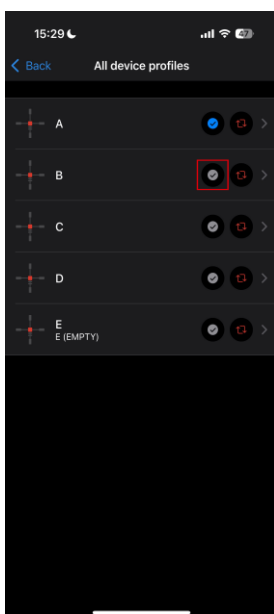 15:29
47
Back
All device profiles
A
B
C
D
E
E (EMPTY)